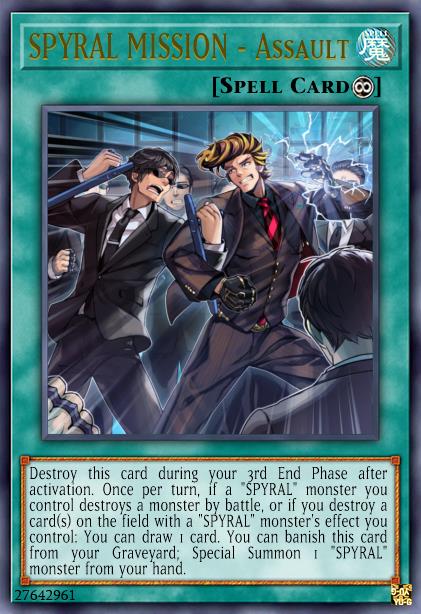 SPYRAL MISSION - ASSAULT
SPELL
魔
[SPELL CARD]
Destroy this card during your 3rd End Phase after
activation. Once per turn, if a "SPYRAL" monster you
control destroys a monster by battle, or if you destroy a
card(s) on the field with a "SPYRAL" monster's effect you
control: You can draw 1 card. You can banish this card
from your Graveyard; Special Summon 1 "SPYRAL"
monster from your hand.
27642961